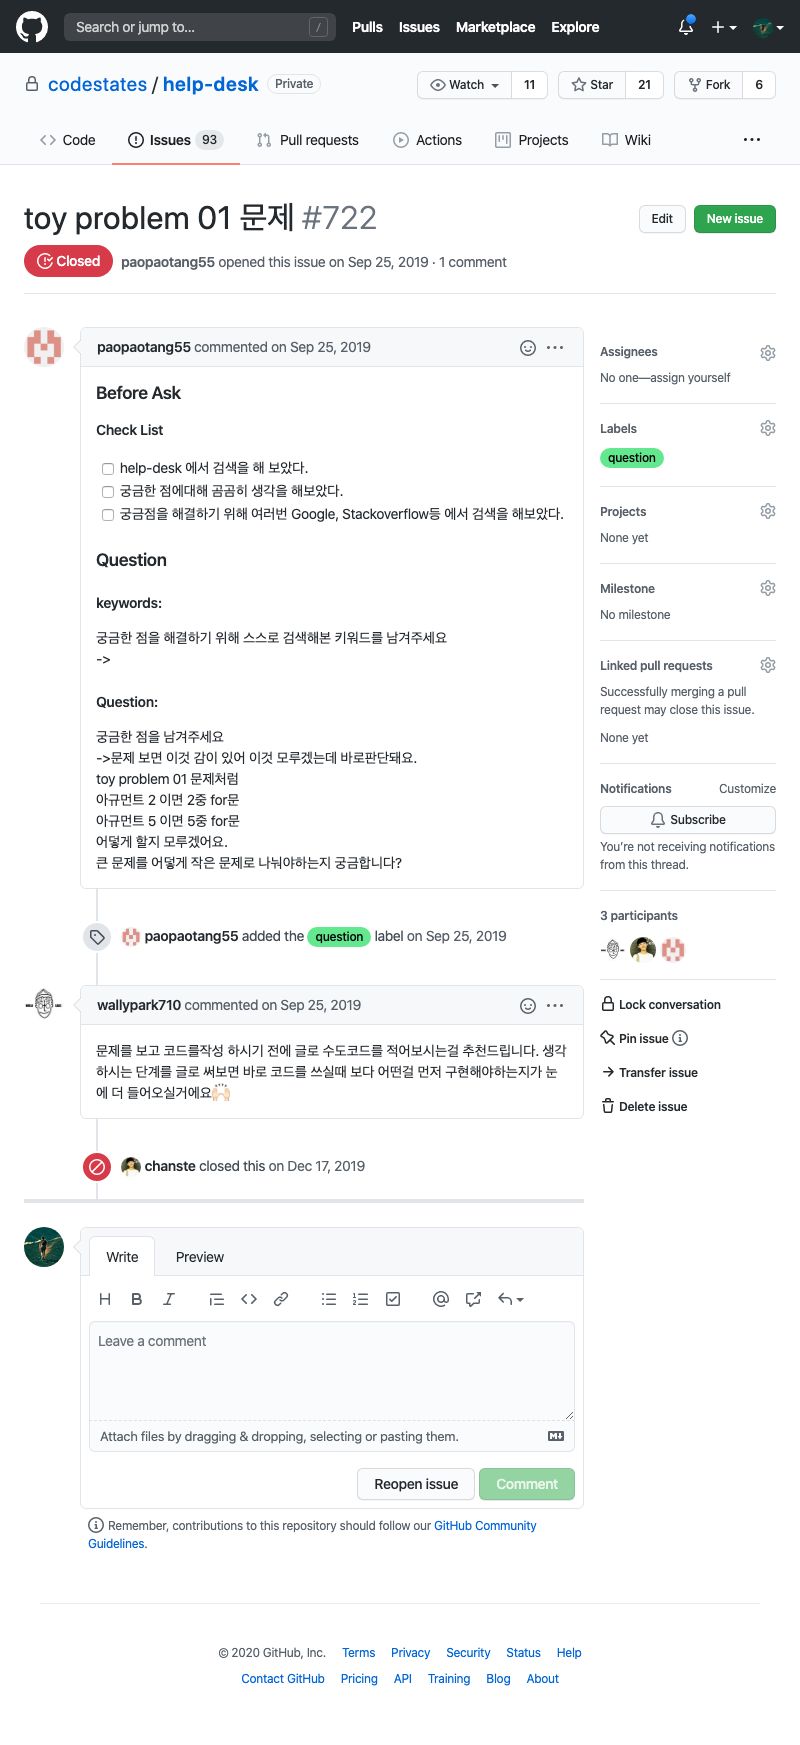 Search or jump to... /
Pulls Issues Marketplace Explore
codestates / help-desk Private
Watch 11 Star 21 Fork 6
Code Issues 93 Pull requests Actions Projects Wiki ...
toy problem 01 문제 #722
Edit New issue
Closed paopaotang55 opened this issue on Sep 25, 2019 · 1 comment
paopaotang55 commented on Sep 25, 2019 ...
Before Ask
Check List
help-desk 에서 검색을 해 보았다.
궁금한 점에대해 곰곰히 생각을 해보았다.
궁금점을 해결하기 위해 여러번 Google, Stackoverflow등 에서 검색을 해보았다.
Question
keywords:
궁금한 점을 해결하기 위해 스스로 검색해본 키워드를 남겨주세요
->
Question:
궁금한 점을 남겨주세요
->문제 보면 이것 감이 있어 이것 모루겠는데 바로판단돼요.
toy problem 01 문제처럼
아규먼트 2 이면 2중 for문
아규먼트 5 이면 5중 for문
어덯게 할지 모루겠어요.
큰 문제를 어덯게 작은 문제로 나눠야하는지 궁금합니다?
paopaotang55 added the question label on Sep 25, 2019
wallypark710 commented on Sep 25, 2019 ...
문제를 보고 코드를작성 하시기 전에 글로 수도코드를 적어보시는걸 추천드립니다. 생각
하시는 단계를 글로 써보면 바로 코드를 쓰실때 보다 어떤걸 먼저 구현해야하는지가 눈
에 더 들어오실거에요🙌🏻
chanste closed this on Dec 17, 2019
Write Preview
H B I
Leave a comment
Attach files by dragging & dropping, selecting or pasting them.
Reopen issue Comment
Remember, contributions to this repository should follow our GitHub Community
Guidelines.
Assignees
No one—assign yourself
Labels
question
Projects
None yet
Milestone
No milestone
Linked pull requests
Successfully merging a pull
request may close this issue.
None yet
Notifications Customize
Subscribe
You're not receiving notifications
from this thread.
3 participants
Lock conversation
Pin issue
Transfer issue
Delete issue
© 2020 GitHub, Inc. Terms Privacy Security Status Help
Contact GitHub Pricing API Training Blog About